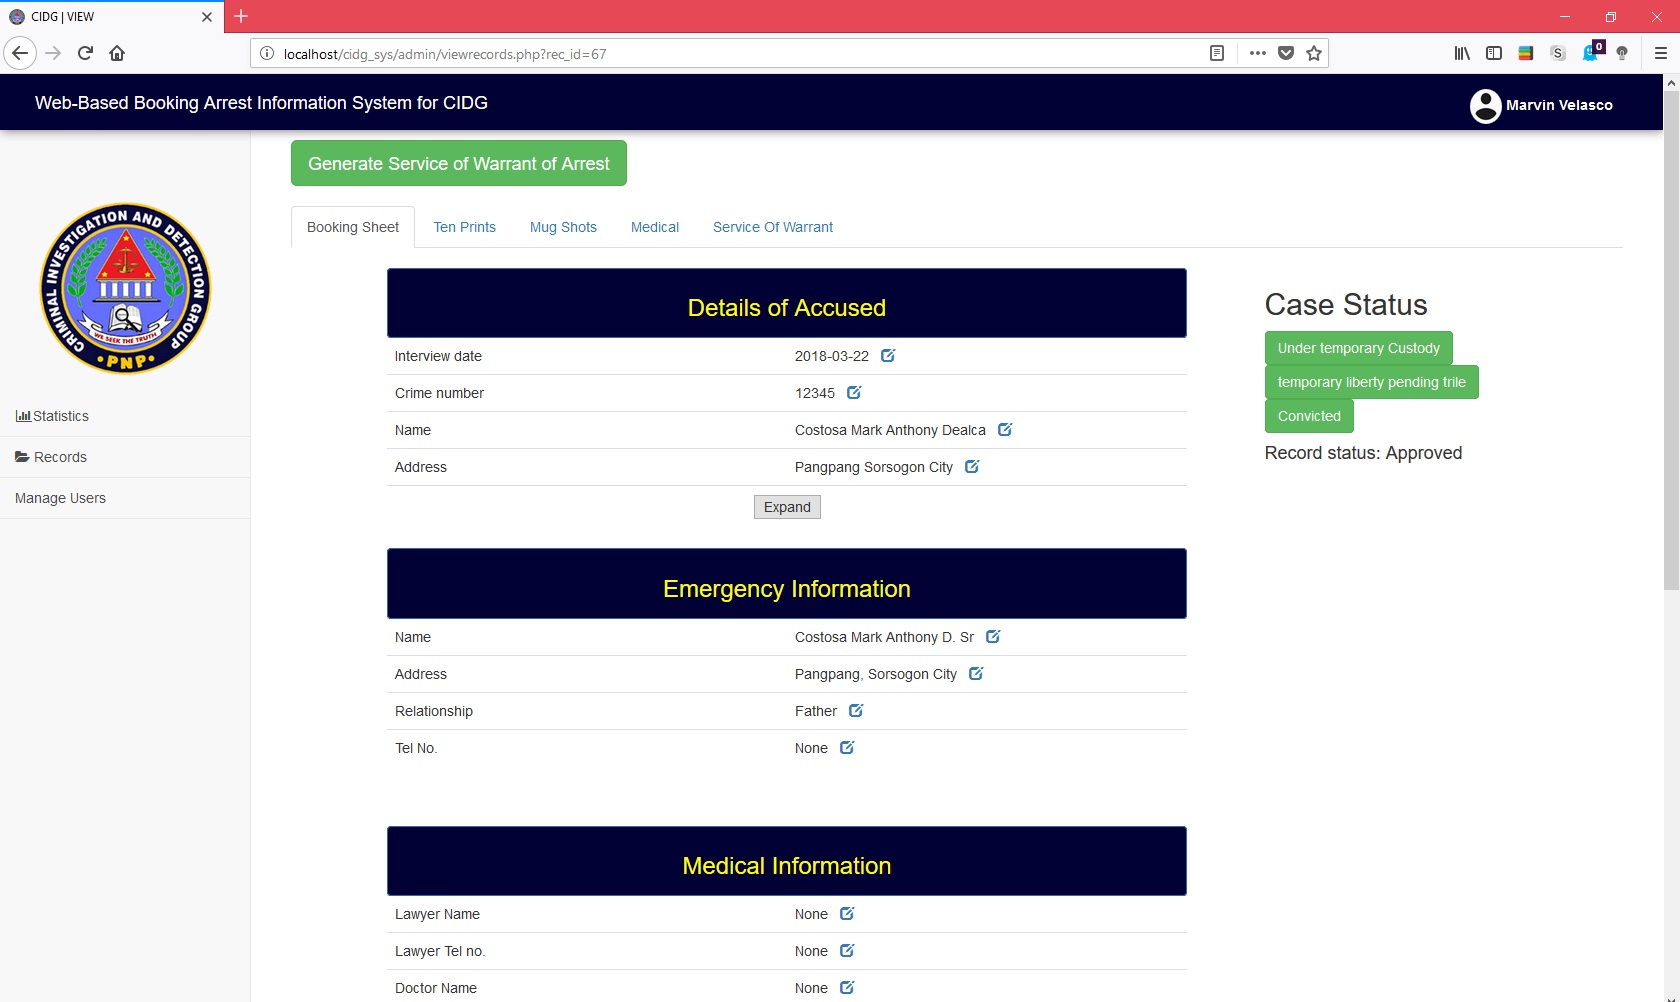 CIDG | VIEW
localhost/cidg_sys/admin/viewrecords.php?rec_id=67
S
0
Web-Based Booking Arrest Information System for CIDG
Marvin Velasco
Generate Service of Warrant of Arrest
Booking Sheet Ten Prints Mug Shots Medical Service Of Warrant
CRIMINAL INVESTIGATION AND DETECTION GROUP
WE SEEK THE TRUTH
PNP
Statistics
Records
Manage Users
Details of Accused
Interview date 2018-03-22
Crime number 12345
Name Costosa Mark Anthony Dealca
Address Pangpang Sorsogon City
Expand
Emergency Information
Name Costosa Mark Anthony D. Sr
Address Pangpang, Sorsogon City
Relationship Father
Tel No. None
Medical Information
Lawyer Name None
Lawyer Tel no. None
Doctor Name None
Case Status
Under temporary Custody
temporary liberty pending trile
Convicted
Record status: Approved